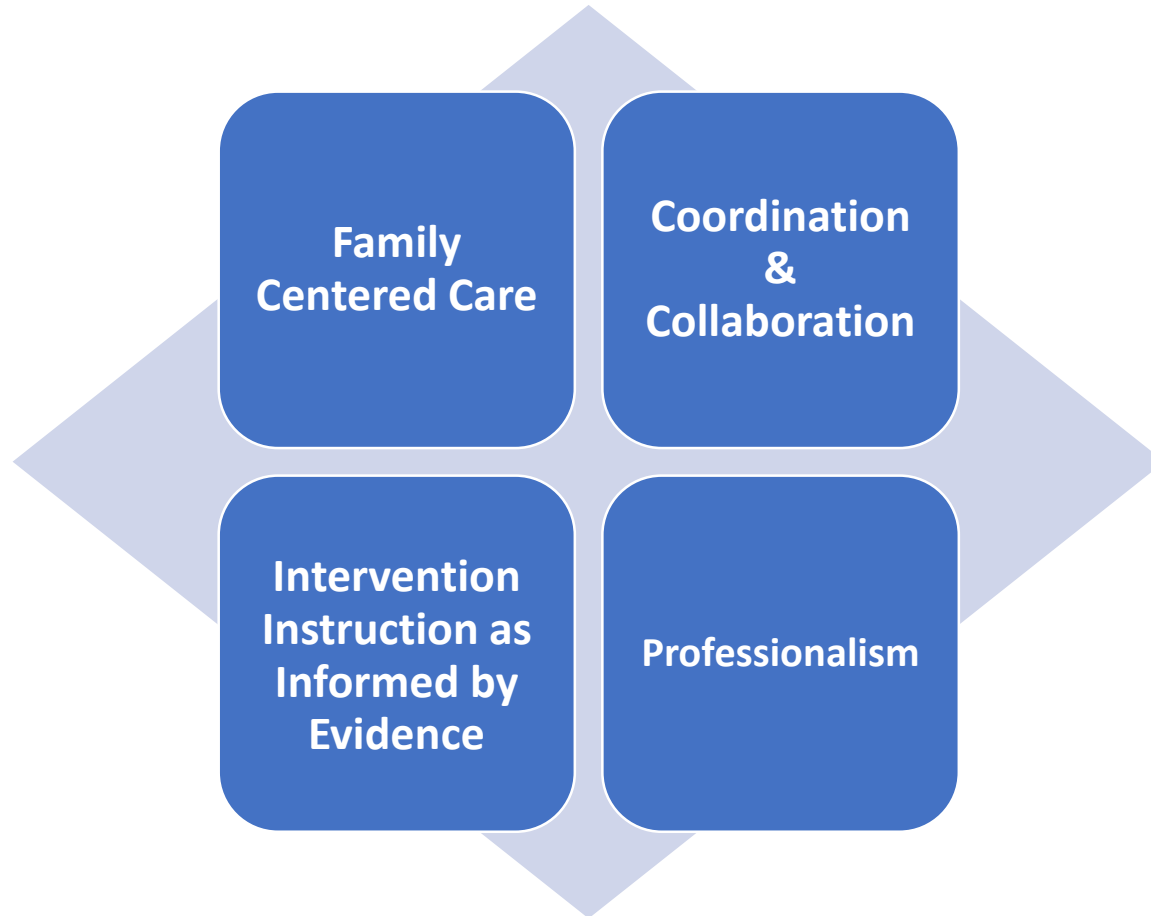 Family
Centered Care
Coordination
&
Collaboration
Intervention
Instruction as
Informed by
Evidence
Professionalism